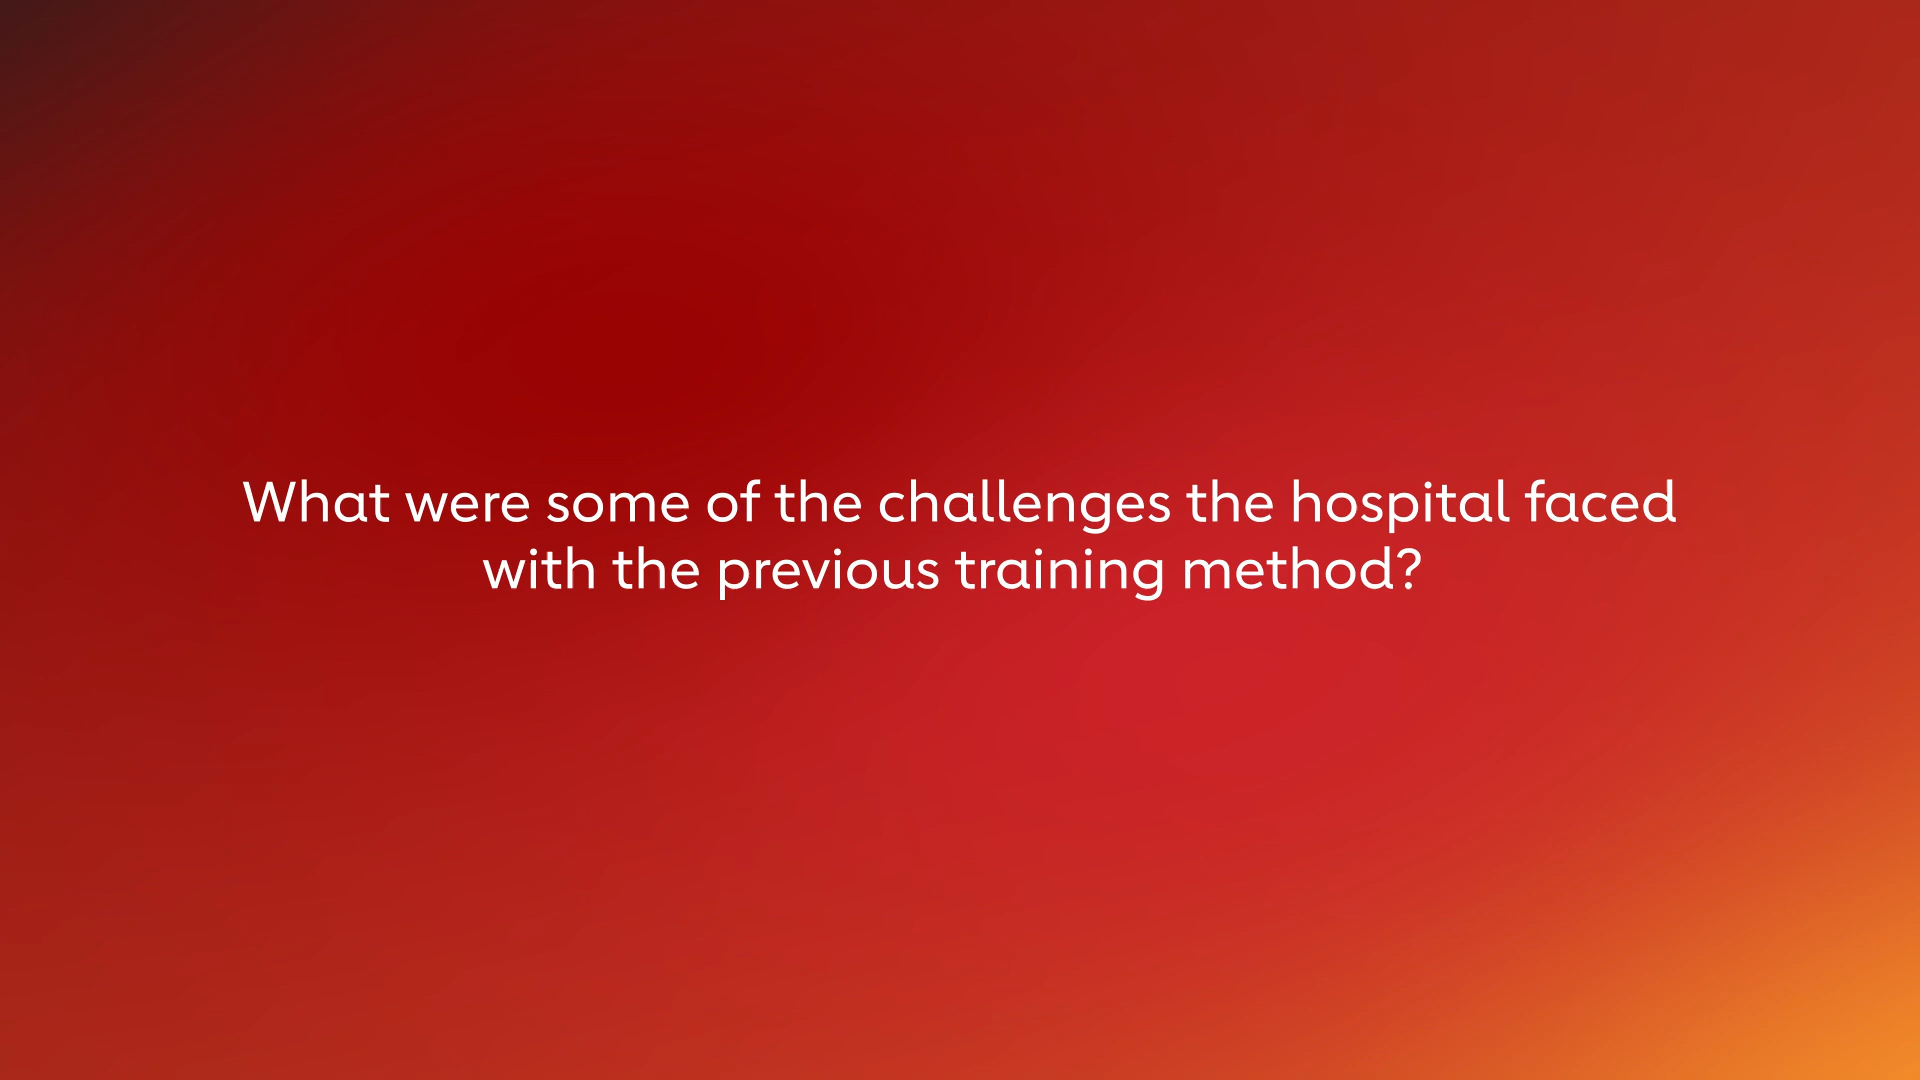 What were some of the challenges the hospital faced
with the previous training method?